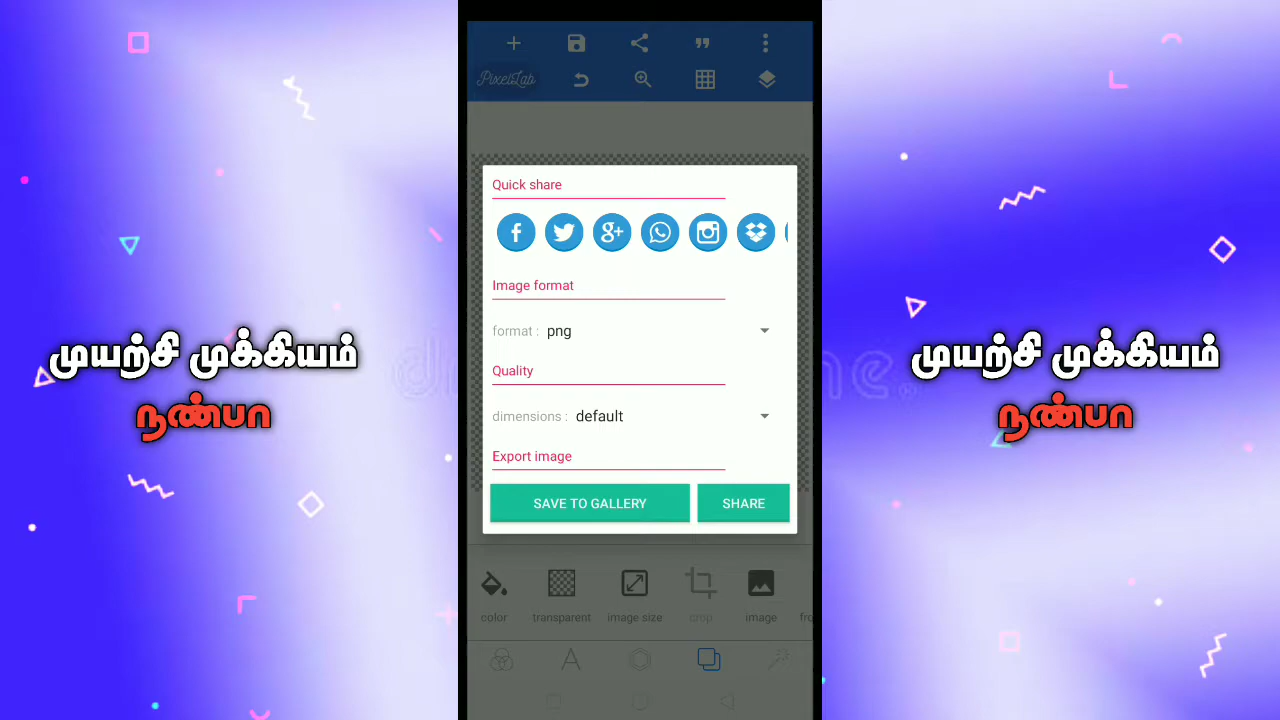 PixelLab
Quick share
Image format
format : png
Quality
dimensions : default
Export image
SAVE TO GALLERY
SHARE
color
transparent
image size
crop
image
முயற்சி முக்கியம்
நண்பா
முயற்சி முக்கியம்
நண்பா